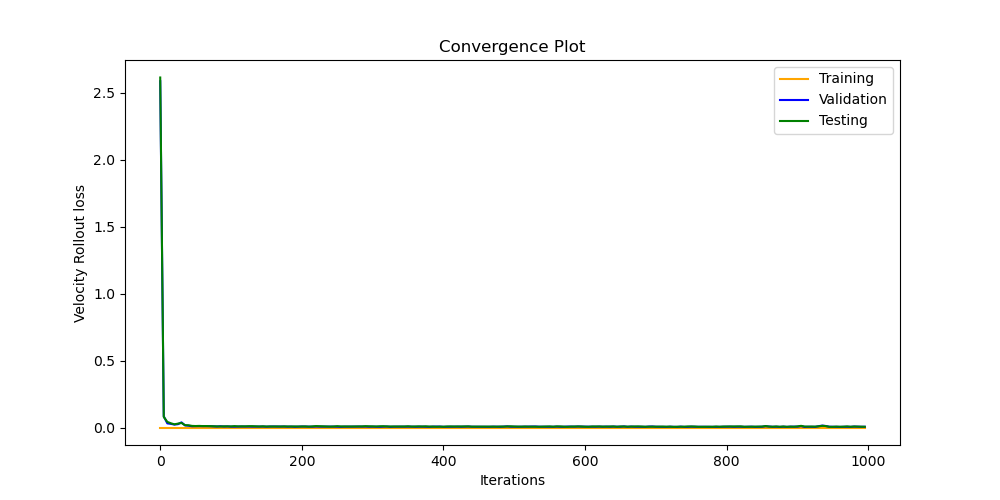 Convergence Plot
Training
Validation
Testing
Velocity Rollout loss
2.5
2.0
1.5
1.0
0.5
0.0
0
200
400
600
800
1000
Iterations